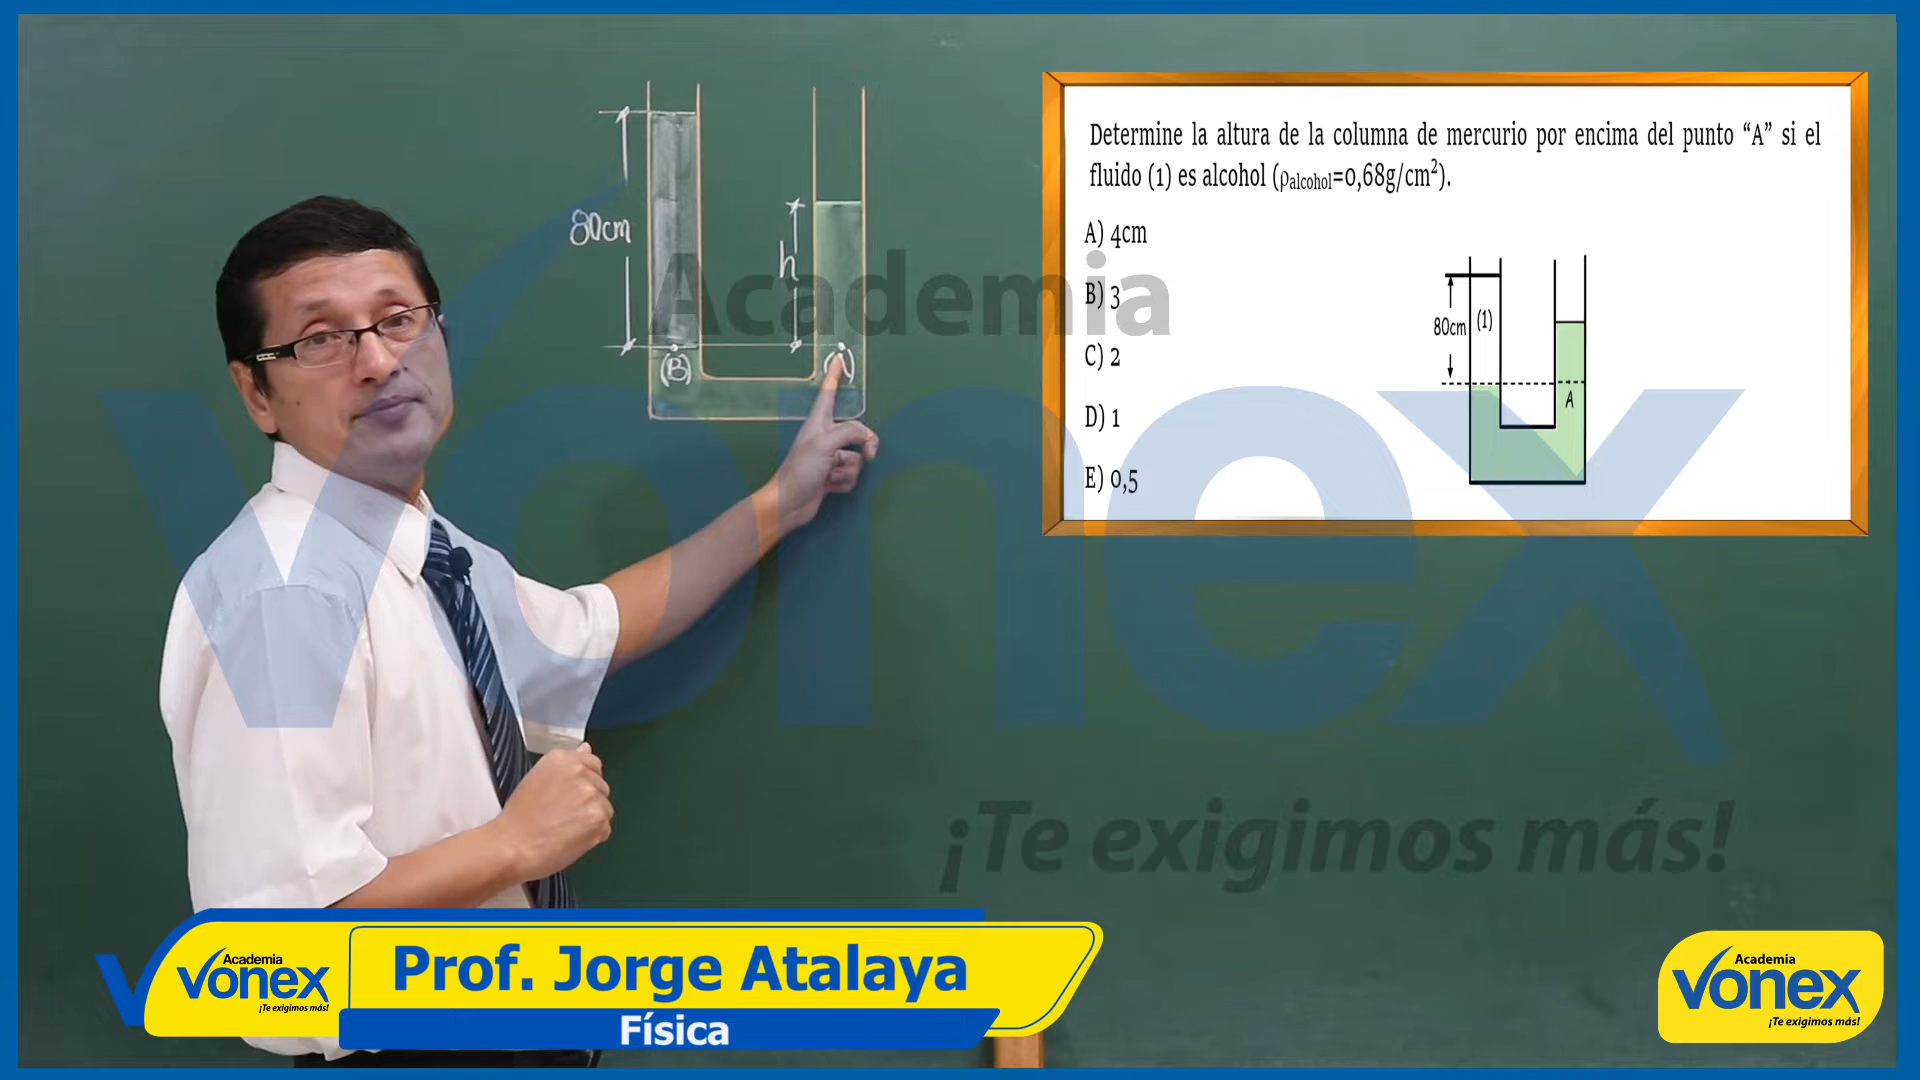 80cm
h
(B)
(A)
Determine la altura de la columna de mercurio por encima del punto “A” si el
fluido (1) es alcohol (ρalcohol=0,68g/cm²).
A) 4cm
B) 3
C) 2
D) 1
E) 0,5
80cm
(1)
A
Academia
vonex
¡Te exigimos más!
Academia
vonex
¡Te exigimos más!
Prof. Jorge Atalaya
Física
Academia
vonex
¡Te exigimos más!